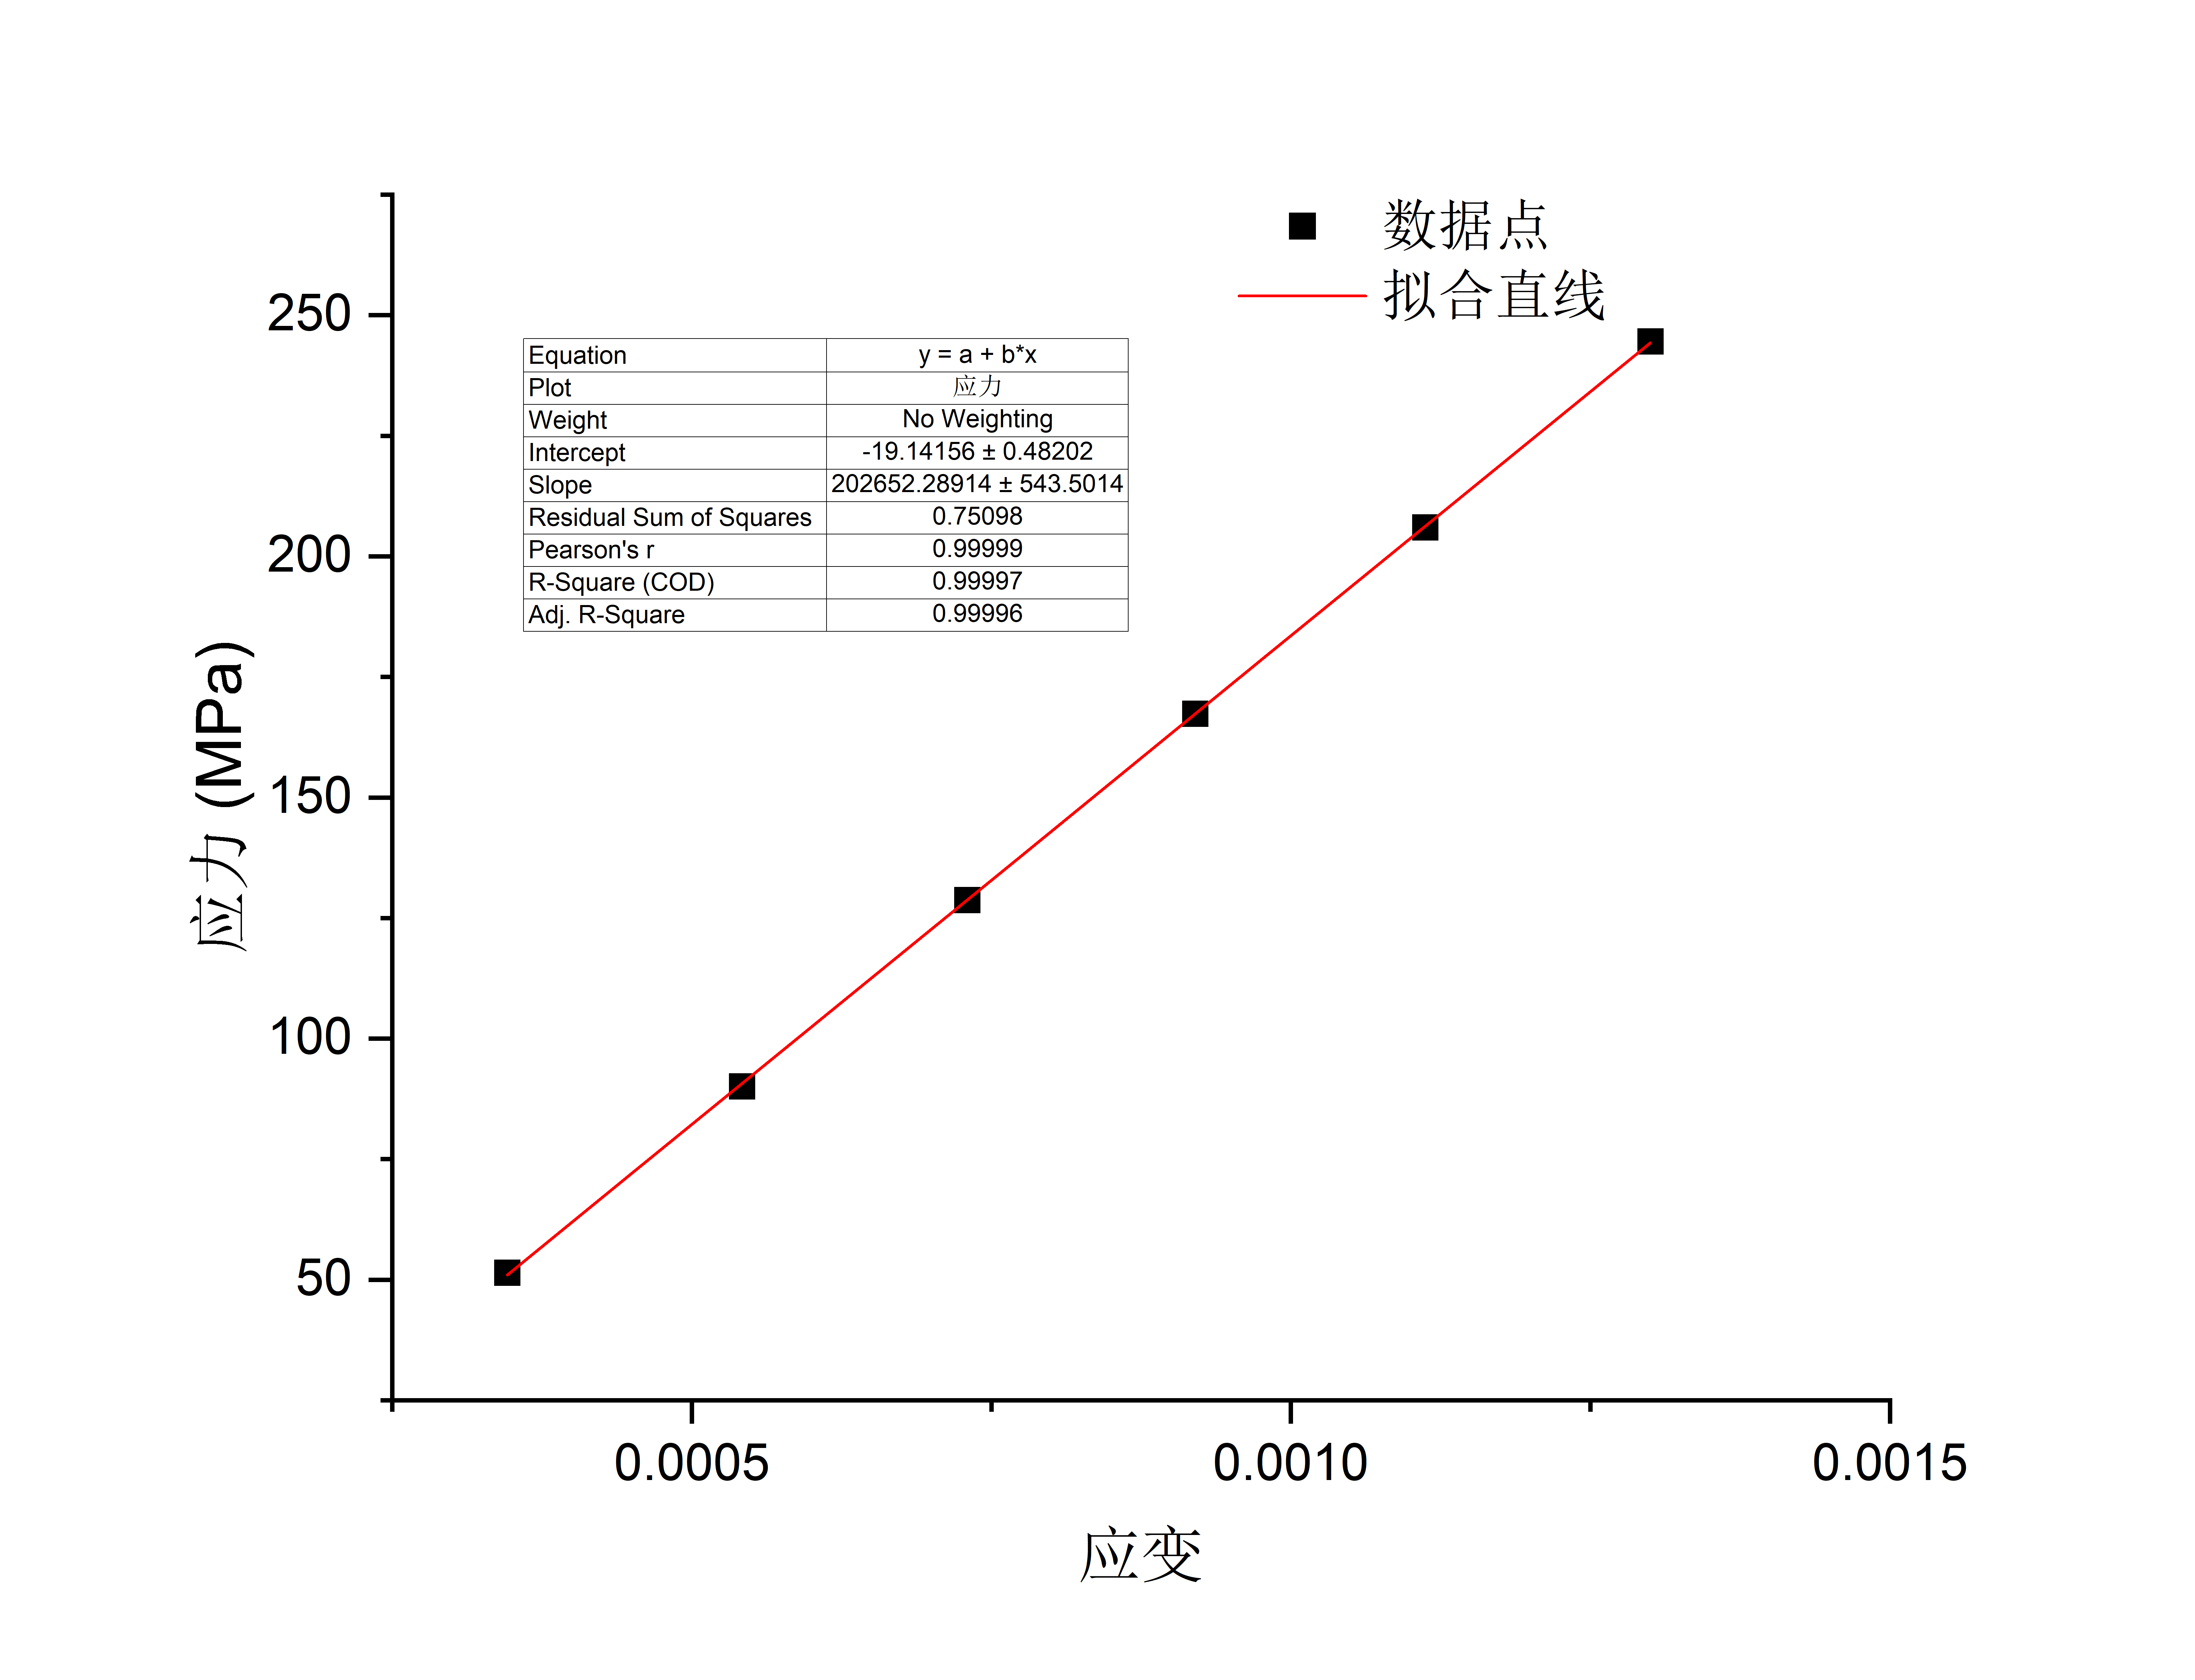 数据点
拟合直线
250
200
150
100
50
应力 (MPa)
Equation y = a + b*x
Plot 应力
Weight No Weighting
Intercept -19.14156 ± 0.48202
Slope 202652.28914 ± 543.5014
Residual Sum of Squares 0.75098
Pearson's r 0.99999
R-Square (COD) 0.99997
Adj. R-Square 0.99996
0.0005 0.0010 0.0015
应变